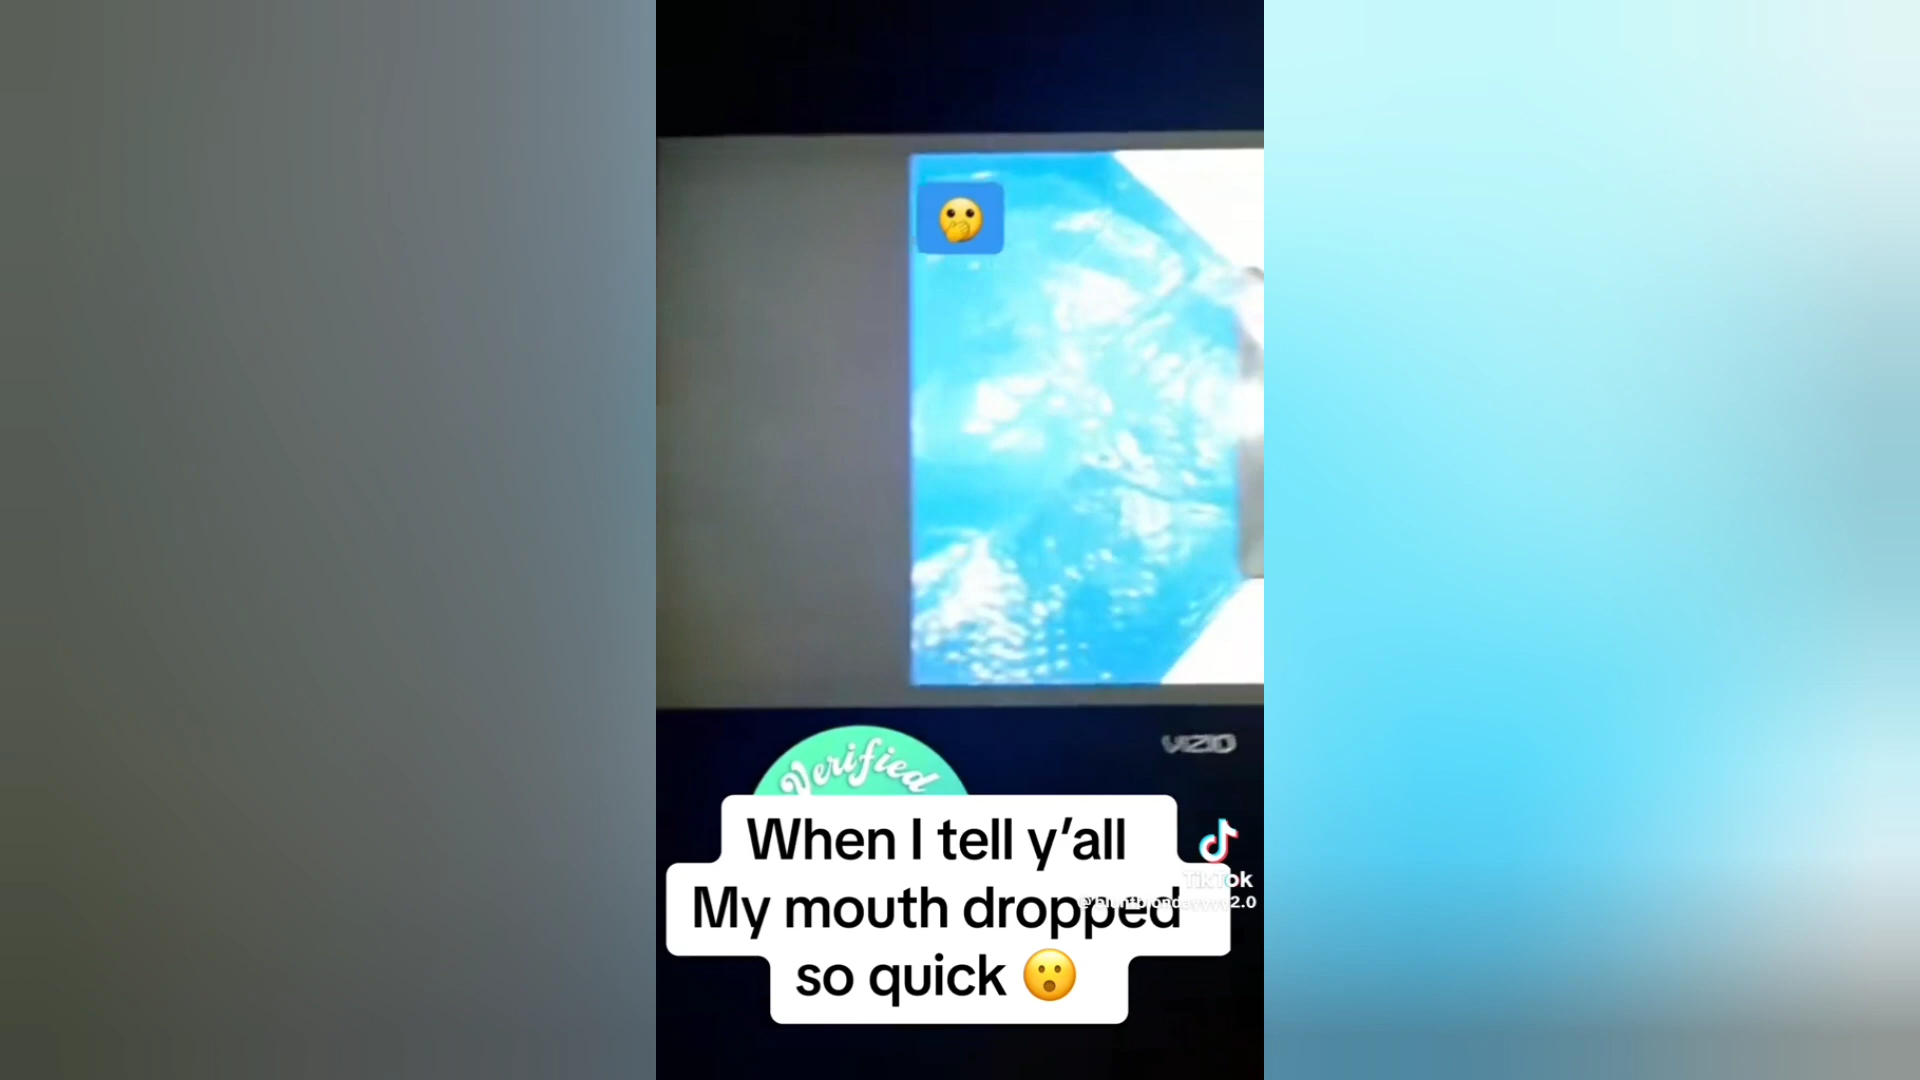 VIZIO
Verified
When I tell y’all
My mouth dropped
so quick 😮
TikTok